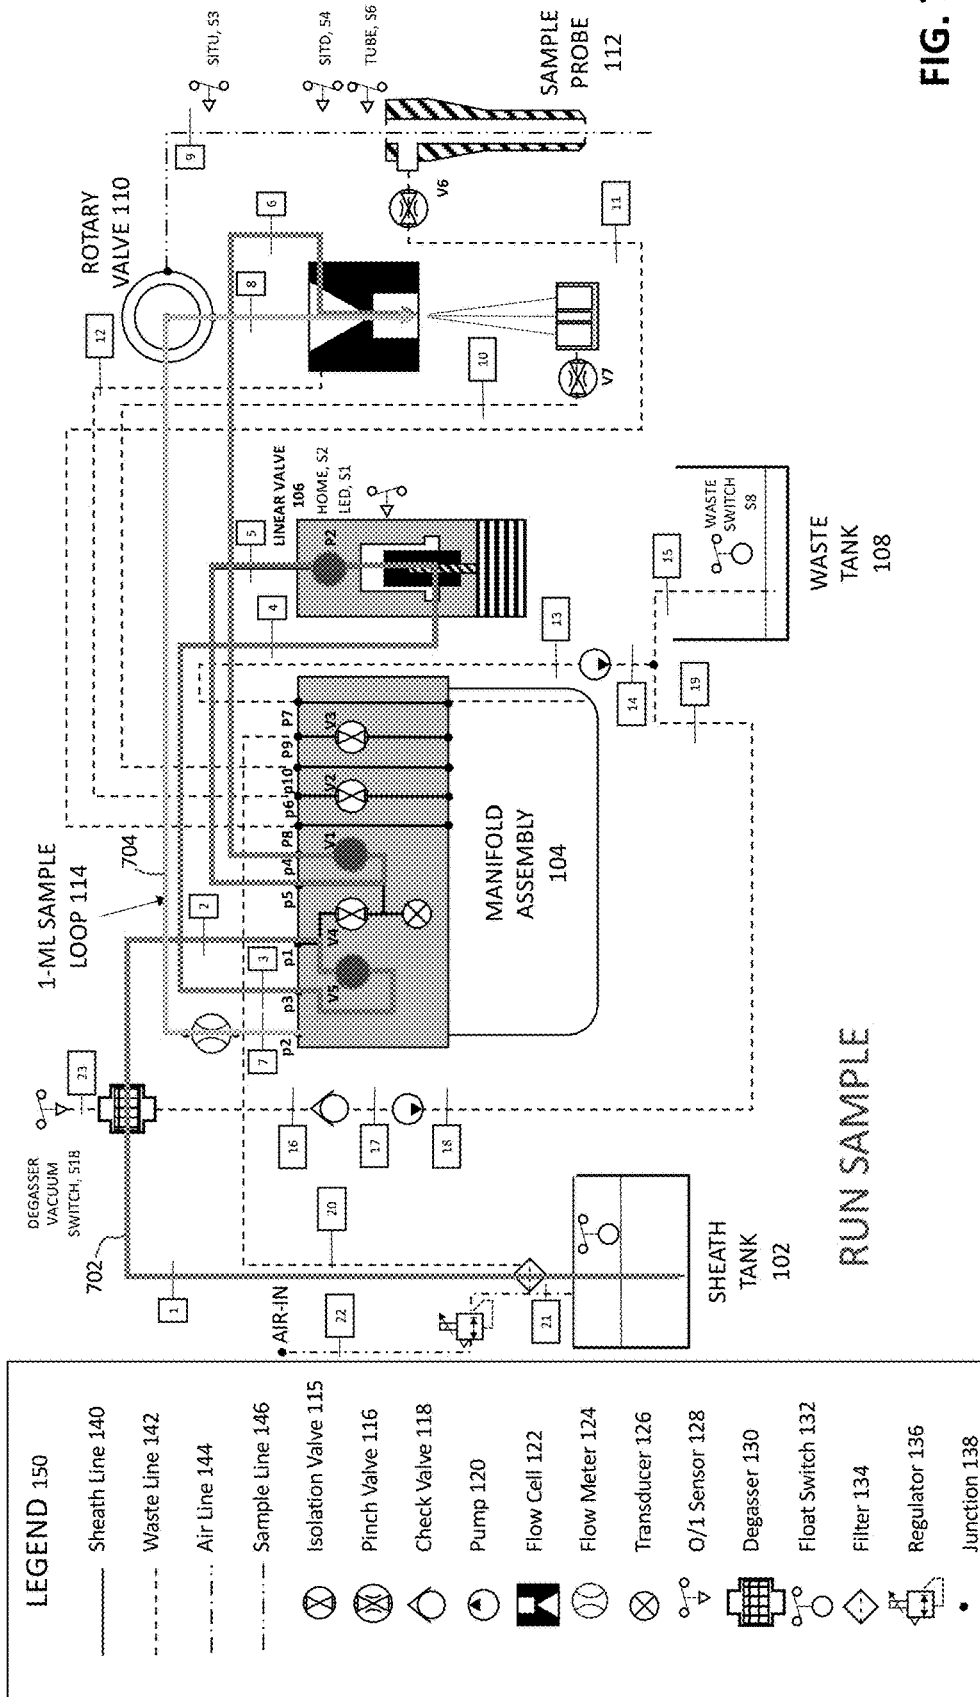 LEGEND 150
Sheath Line 140
Waste Line 142
Air Line 144
Sample Line 146
Isolation Valve 115
Pinch Valve 116
Check Valve 118
Pump 120
Flow Cell 122
Flow Meter 124
Transducer 126
O/1 Sensor 128
Degasser 130
Float Switch 132
Filter 134
Regulator 136
Junction 138
702
1
DEGASSER
VACUUM
SWITCH, S18
23
AIR-IN
22
20
21
SHEATH
TANK
102
16
17
18
1-ML SAMPLE
LOOP 114
704
2
7
3
p2
p3
p1
p5
p4
P8
p6
p10
P9
P7
V5
V4
V1
V2
V3
MANIFOLD
ASSEMBLY
104
4
5
LINEAR VALVE
106
HOME, S2
LED, S1
P2
13
14
19
15
WASTE
SWITCH
S8
WASTE
TANK
108
12
ROTARY
VALVE 110
8
6
10
V7
V6
11
9
SITU, S3
SITD, S4
TUBE, S6
SAMPLE
PROBE
112
RUN SAMPLE
FIG.